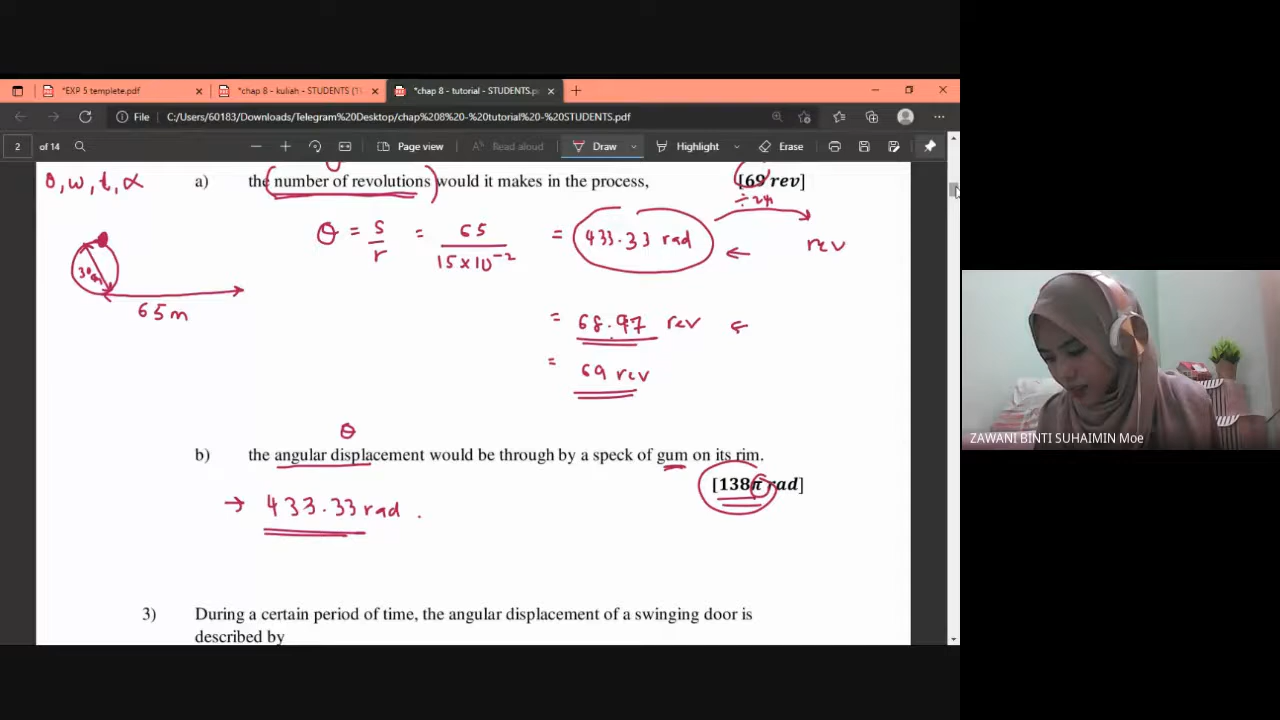 *EXP 5 templete.pdf
*chap 8 - kuliah - STUDENTS (1).
*chap 8 - tutorial - STUDENTS.p
File C:/Users/60183/Downloads/Telegram%20Desktop/chap%208%20-%20tutorial%20-%20STUDENTS.pdf
2 of 14 Page view Read aloud Draw Highlight Erase
θ, ω, t, α
a) the number of revolutions would it makes in the process, [69 rev]
÷ 2π
θ = s/r = 65/15×10⁻² = 433.33 rad rev
30cm
65 m
= 68.97 rev
= 69 rev
θ
b) the angular displacement would be through by a speck of gum on its rim.
[138π rad]
→ 433.33 rad.
3) During a certain period of time, the angular displacement of a swinging door is
described by
ZAWANI BINTI SUHAIMIN Moe